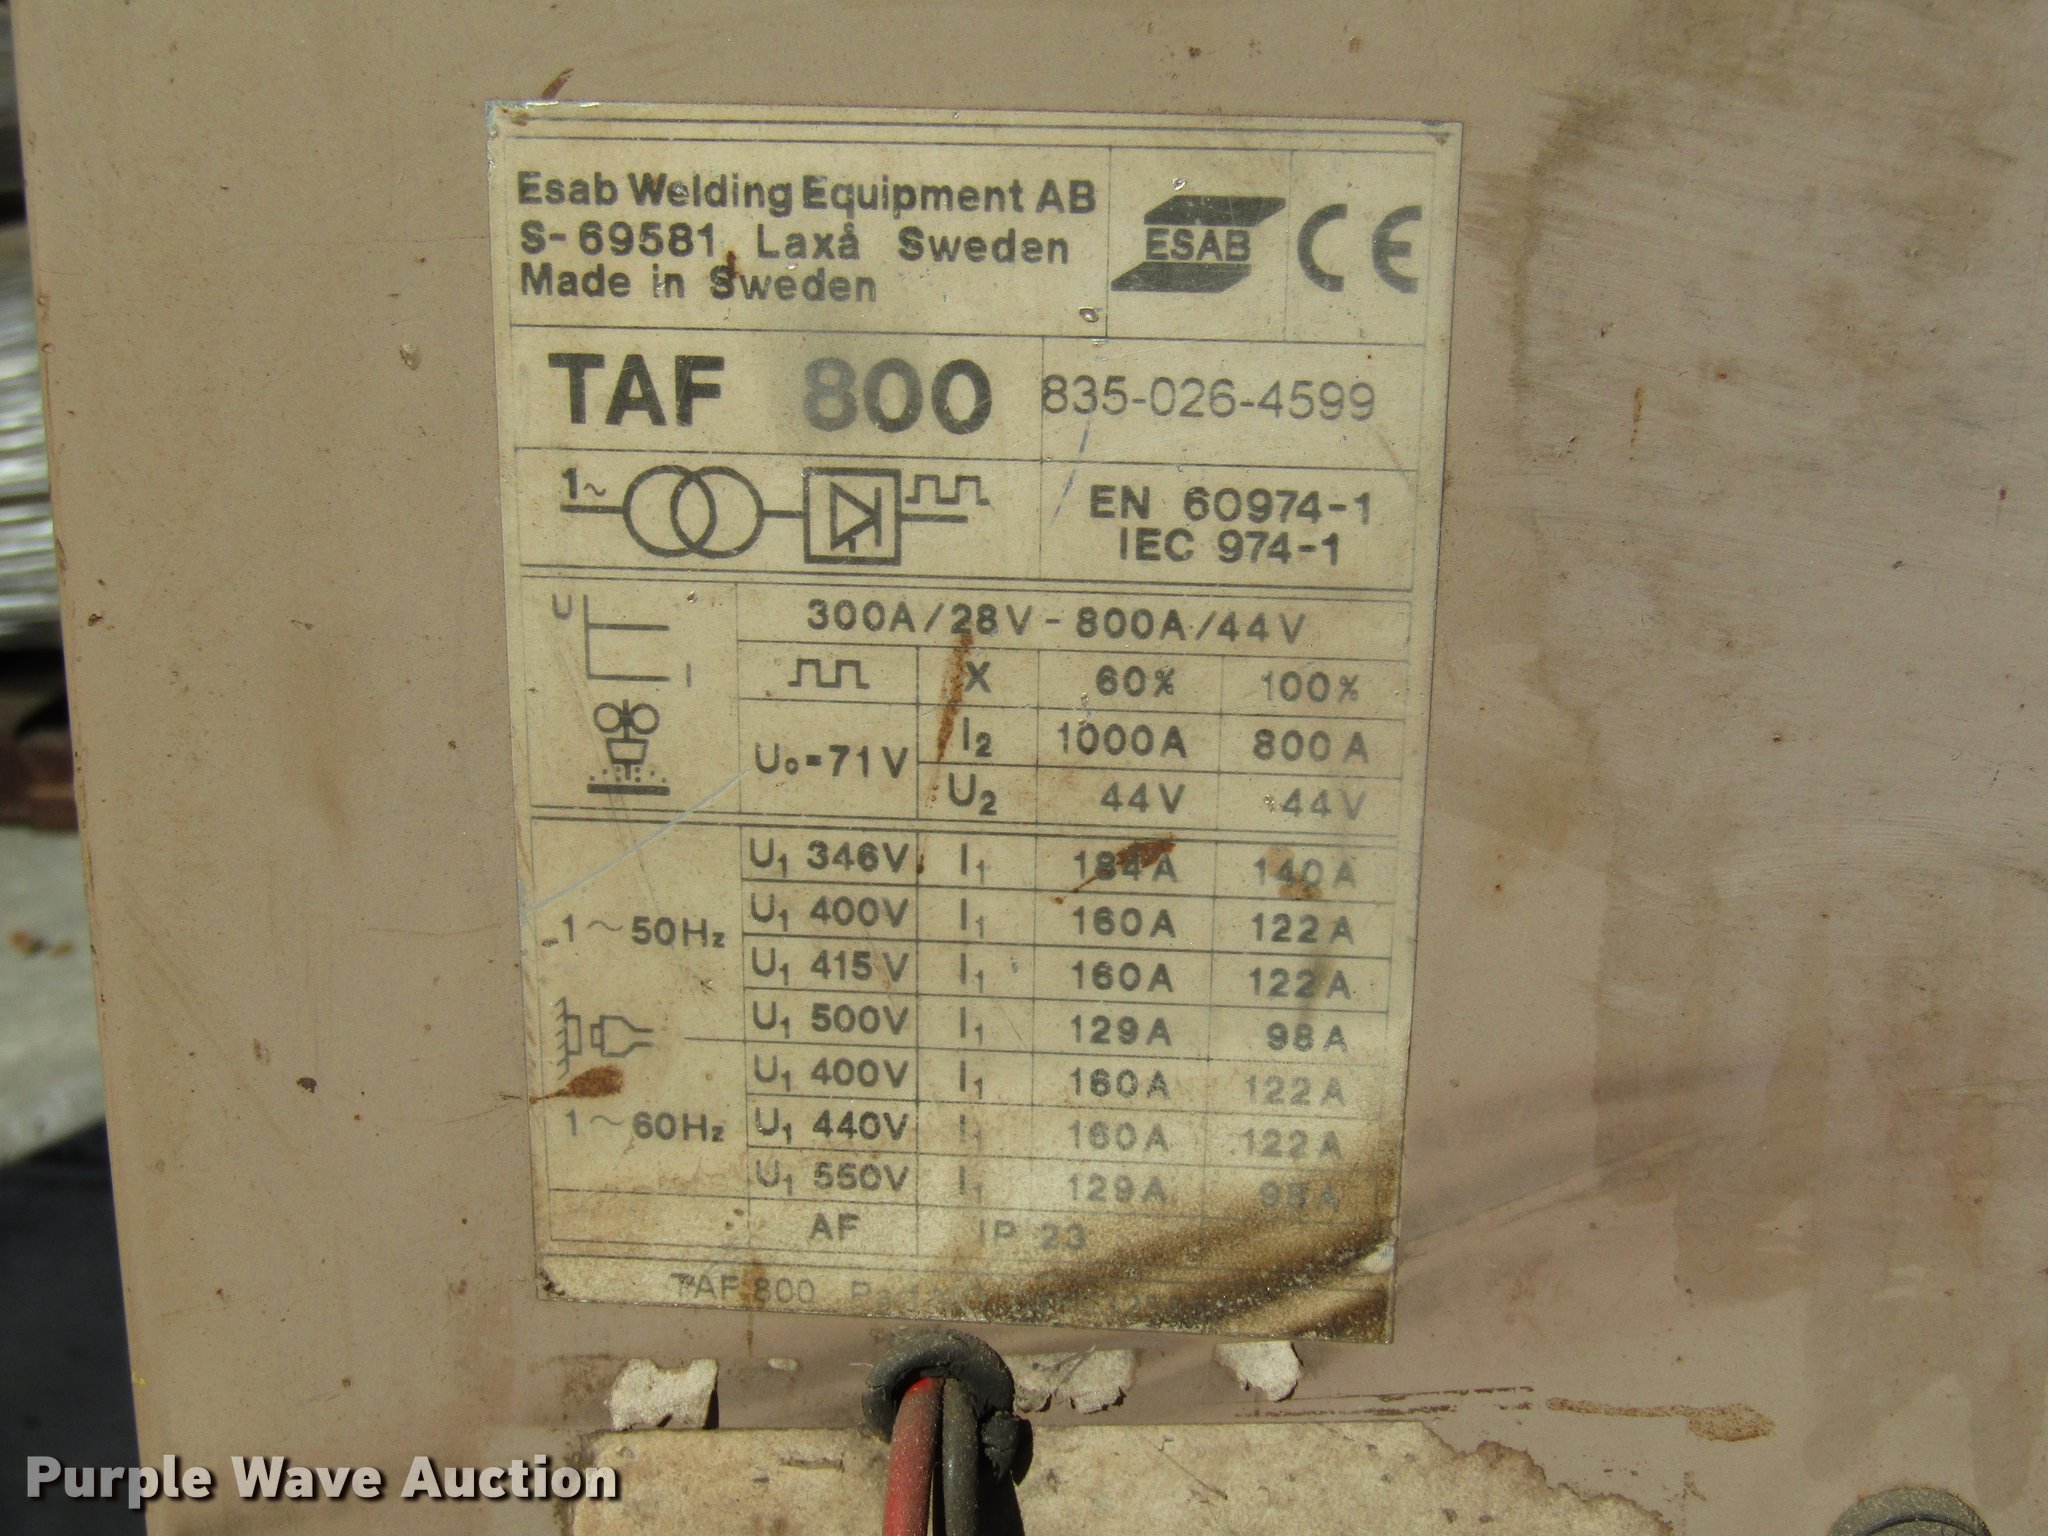 Esab Welding Equipment AB
S-69581 Laxå Sweden
Made in Sweden
ESAB
CE
TAF 800
835-026-4599
1~
EN 60974-1
IEC 974-1
U
I
300A/28V - 800A/44V
X 60% 100%
U₀=71V
I₂ 1000A 800A
U₂ 44V 44V
1~50Hz
U₁ 346V I₁ 184A 140A
U₁ 400V I₁ 160A 122A
U₁ 415V I₁ 160A 122A
U₁ 500V I₁ 129A 98A
1~60Hz
U₁ 400V I₁ 160A 122A
U₁ 440V I₁ 160A 122A
U₁ 550V I₁ 129A 98A
AF IP 23
TAF 800
Purple Wave Auction